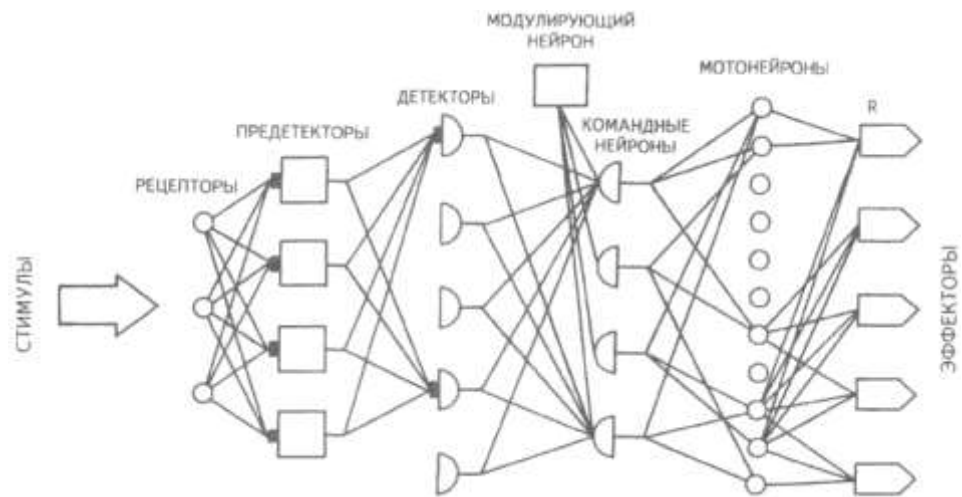 МОДУЛИРУЮЩИЙ
НЕЙРОН
МОТОНЕЙРОНЫ
ДЕТЕКТОРЫ
R
ПРЕДЕТЕКТОРЫ
КОМАНДНЫЕ
НЕЙРОНЫ
РЕЦЕПТОРЫ
СТИМУЛЫ
ЭФФЕКТОРЫ